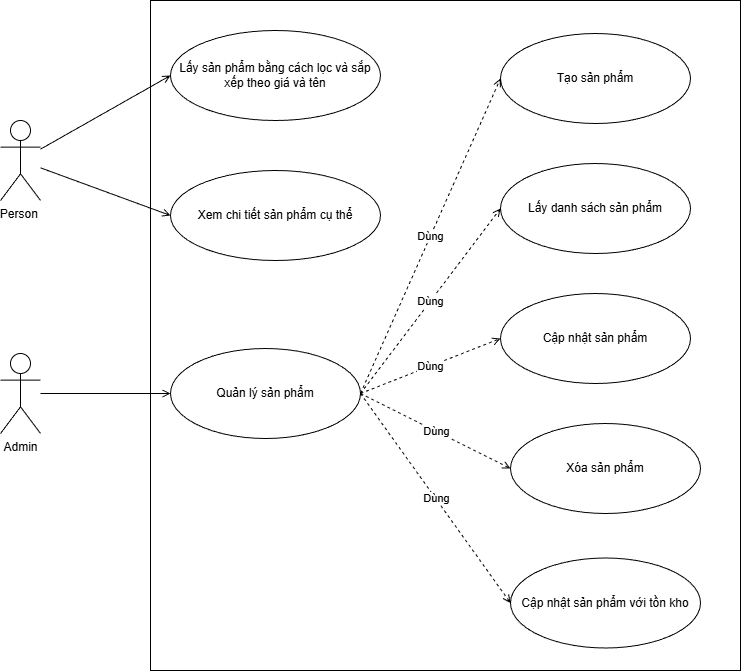 Lấy sản phẩm bằng cách lọc và sắp
xếp theo giá và tên
Tạo sản phẩm
Person
Xem chi tiết sản phẩm cụ thể
Lấy danh sách sản phẩm
Dùng
Dùng
Cập nhật sản phẩm
Dùng
Admin
Quản lý sản phẩm
Dùng
Xóa sản phẩm
Dùng
Cập nhật sản phẩm với tồn kho